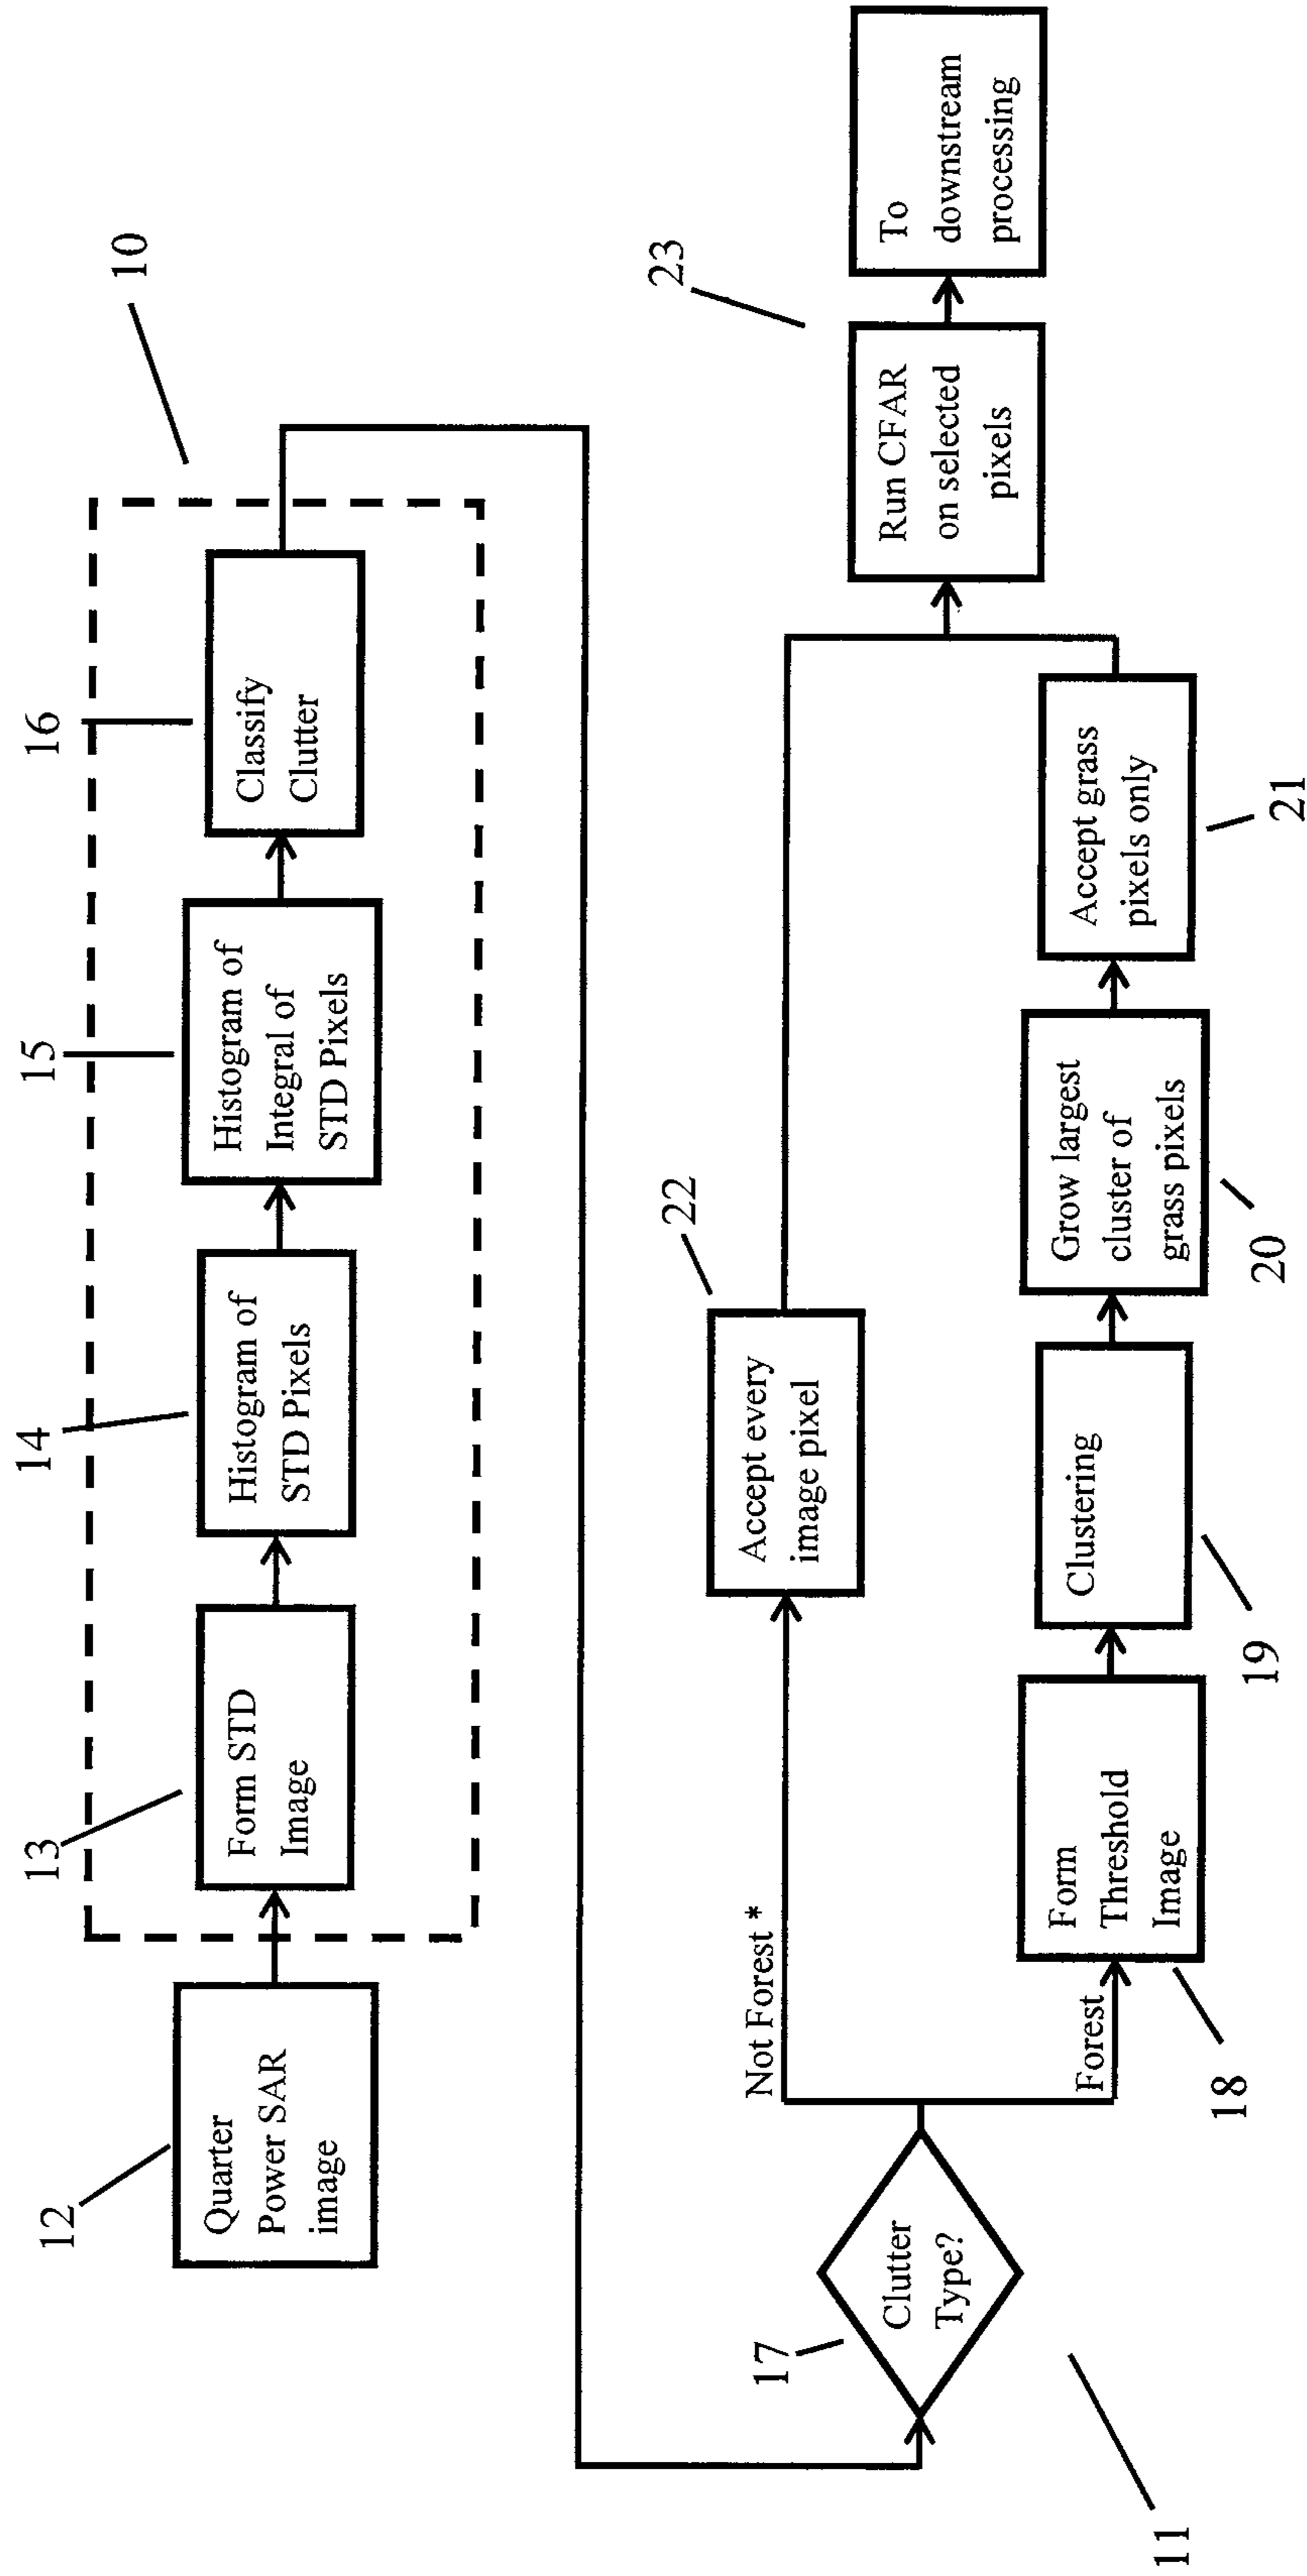 10
12
Quarter
Power SAR
image
13
Form STD
Image
14
Histogram of
STD Pixels
15
Histogram of
Integral of
STD Pixels
16
Classify
Clutter
11
17
Clutter
Type?
Not Forest *
Forest
22
Accept every
image pixel
18
Form
Threshold
Image
19
Clustering
20
Grow largest
cluster of
grass pixels
21
Accept grass
pixels only
23
Run CFAR
on selected
pixels
To
downstream
processing